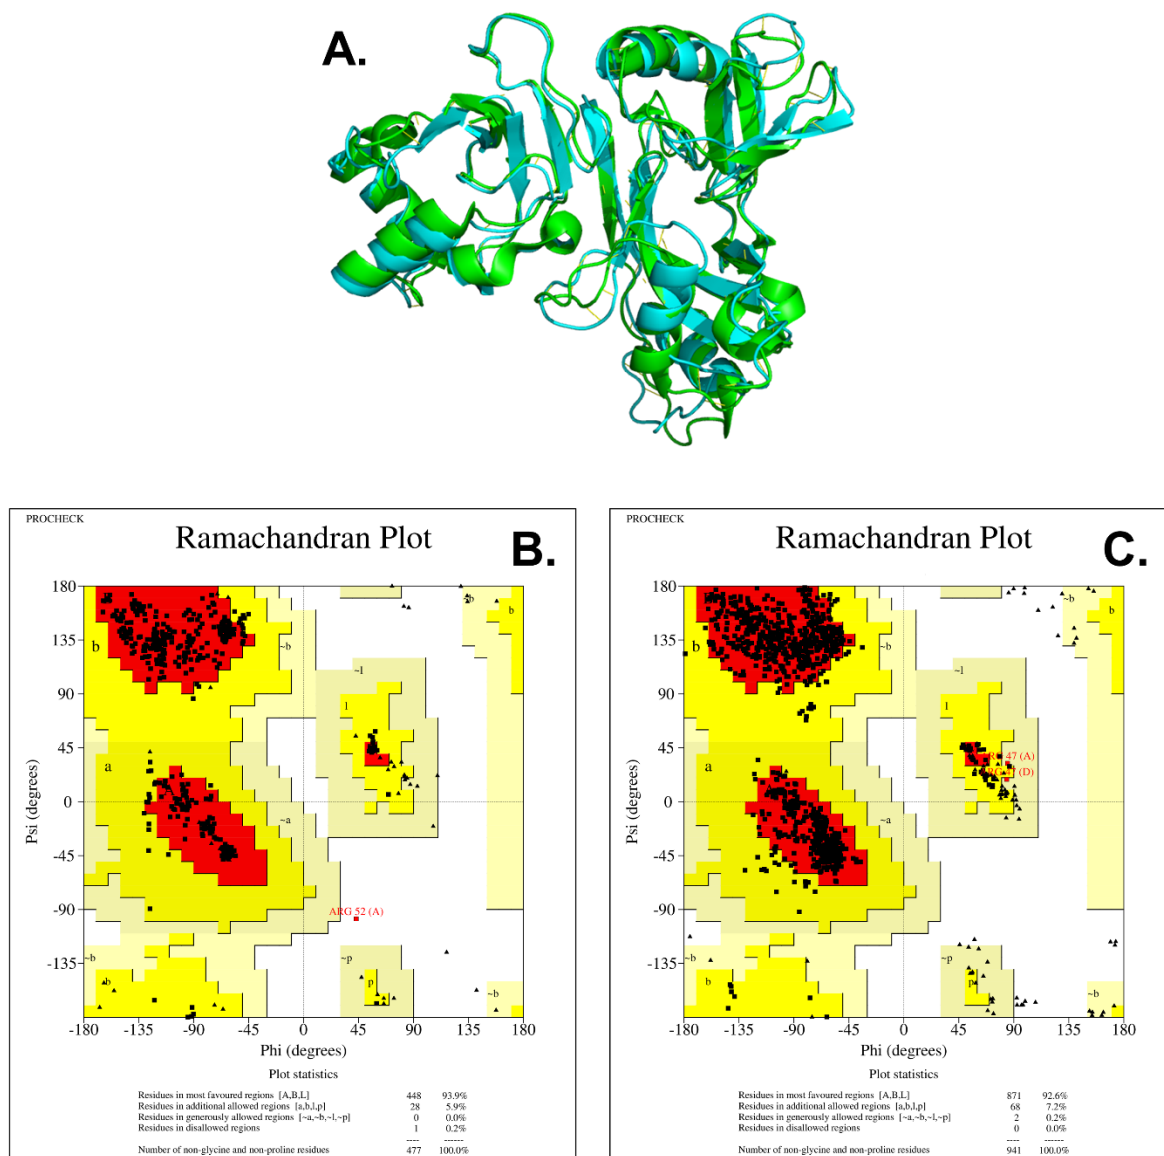 A.
PROCHECK
Ramachandran Plot
B.
180
135
90
45
0
-45
-90
-135
Psi (degrees)
b
~b
~b
b
~l
l
a
~a
ARG 52 (A)
~b
b
~p
p
~b
-180
-135
-90
-45
0
45
90
135
180
Phi (degrees)
Plot statistics
Residues in most favoured regions [A,B,L] 448 93.9%
Residues in additional allowed regions [a,b,l,p] 28 5.9%
Residues in generously allowed regions [~a,~b,~l,~p] 0 0.0%
Residues in disallowed regions 1 0.2%
---- ------
Number of non-glycine and non-proline residues 477 100.0%
PROCHECK
Ramachandran Plot
C.
180
135
90
45
0
-45
-90
-135
Psi (degrees)
b
~b
~b
b
~l
l
a
~a
47 (A)
(D)
~b
b
~p
p
~b
-180
-135
-90
-45
0
45
90
135
180
Phi (degrees)
Plot statistics
Residues in most favoured regions [A,B,L] 871 92.6%
Residues in additional allowed regions [a,b,l,p] 68 7.2%
Residues in generously allowed regions [~a,~b,~l,~p] 2 0.2%
Residues in disallowed regions 0 0.0%
---- ------
Number of non-glycine and non-proline residues 941 100.0%